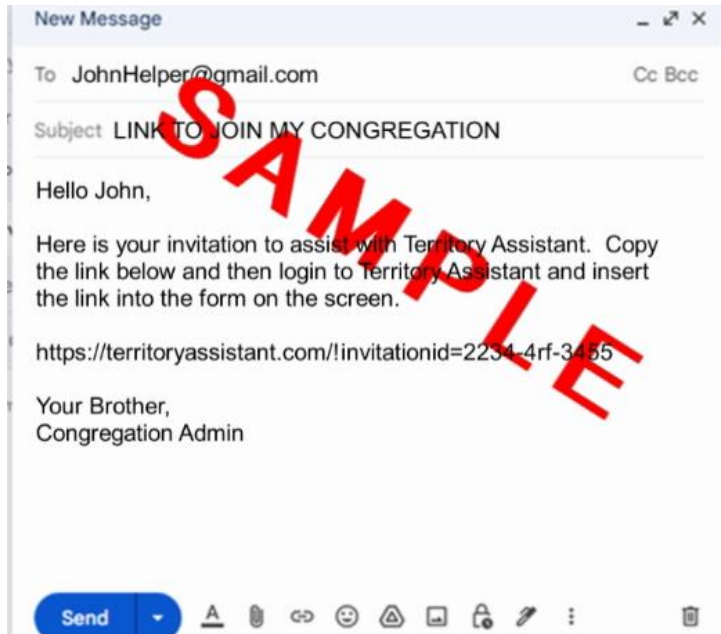 New Message
To JohnHelper@gmail.com Cc Bcc
Subject LINK TO JOIN MY CONGREGATION
Hello John,
Here is your invitation to assist with Territory Assistant. Copy
the link below and then login to Territory Assistant and insert
the link into the form on the screen.
https://territoryassistant.com/!invitationid=2234-4rf-3455
Your Brother,
Congregation Admin
SAMPLE
Send A